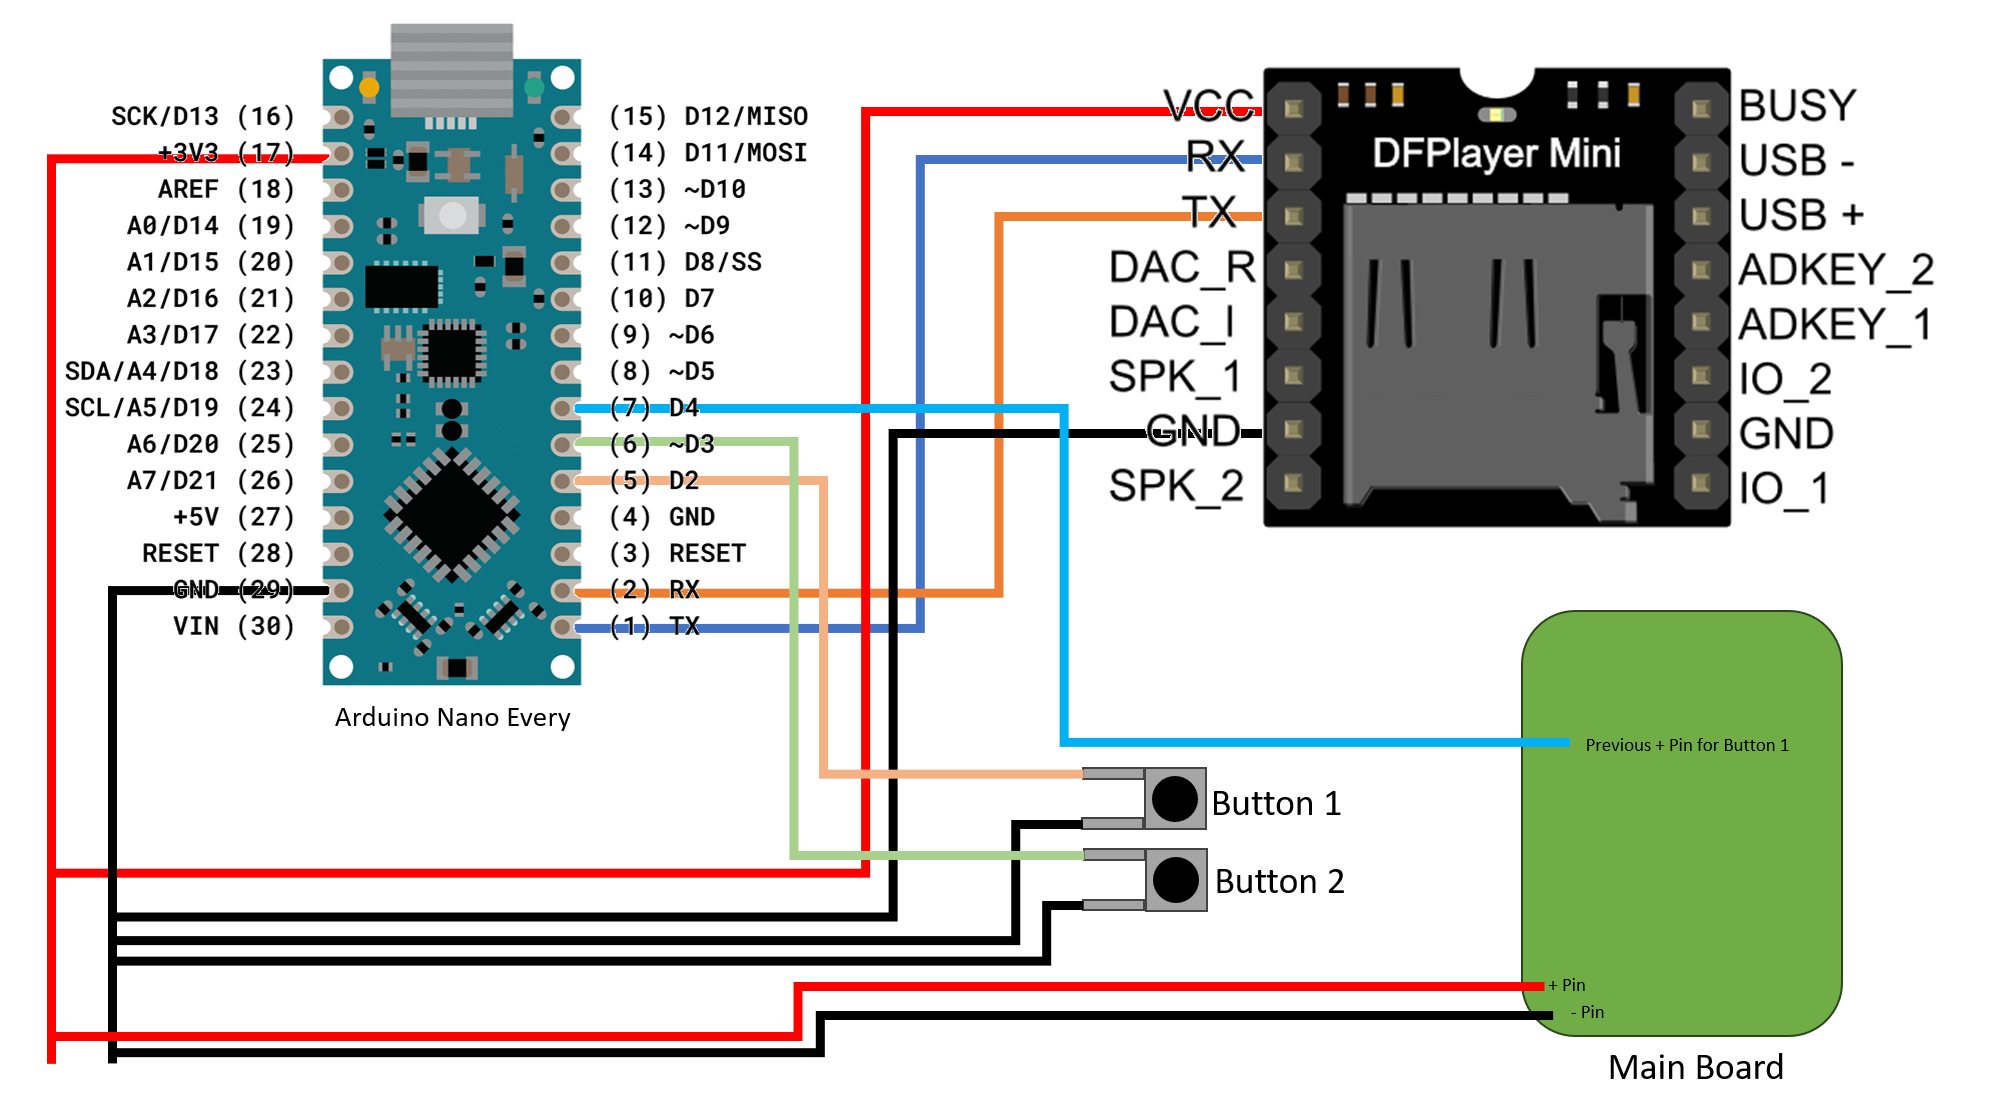 SCK/D13 (16)
+3V3 (17)
AREF (18)
A0/D14 (19)
A1/D15 (20)
A2/D16 (21)
A3/D17 (22)
SDA/A4/D18 (23)
SCL/A5/D19 (24)
A6/D20 (25)
A7/D21 (26)
+5V (27)
RESET (28)
GND (29)
VIN (30)
(15) D12/MISO
(14) D11/MOSI
(13) ~D10
(12) ~D9
(11) D8/SS
(10) D7
(9) ~D6
(8) ~D5
(7) D4
(6) ~D3
(5) D2
(4) GND
(3) RESET
(2) RX
(1) TX
Arduino Nano Every
VCC
RX
TX
DAC_R
DAC_I
SPK_1
GND
SPK_2
DFPlayer Mini
BUSY
USB -
USB +
ADKEY_2
ADKEY_1
IO_2
GND
IO_1
Previous + Pin for Button 1
Button 1
Button 2
+ Pin
- Pin
Main Board